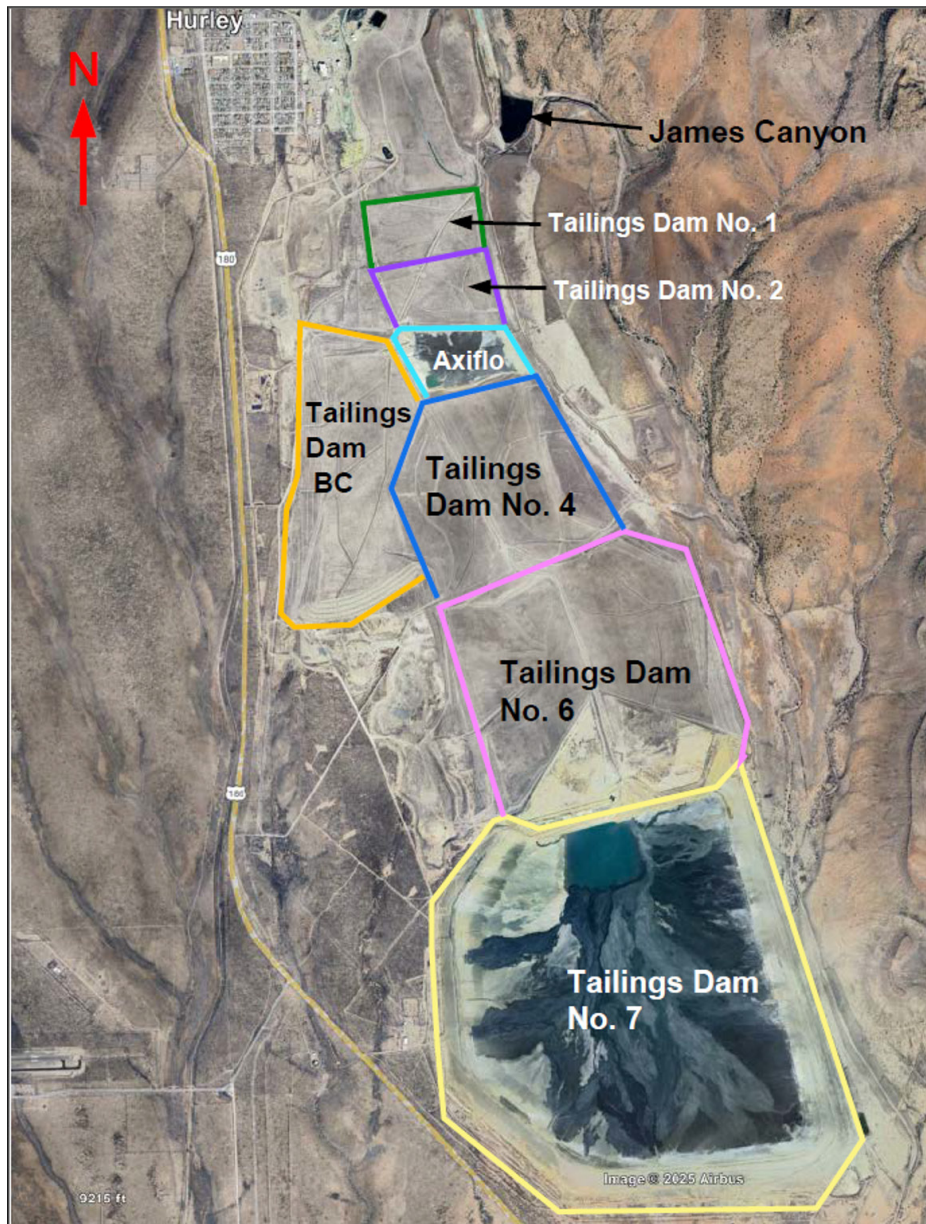 Hurley
N
James Canyon
Tailings Dam No. 1
180
Tailings Dam No. 2
Axiflo
Tailings
Dam
BC
Tailings
Dam No. 4
Tailings Dam
No. 6
180
Tailings Dam
No. 7
Image © 2025 Airbus
9215 ft